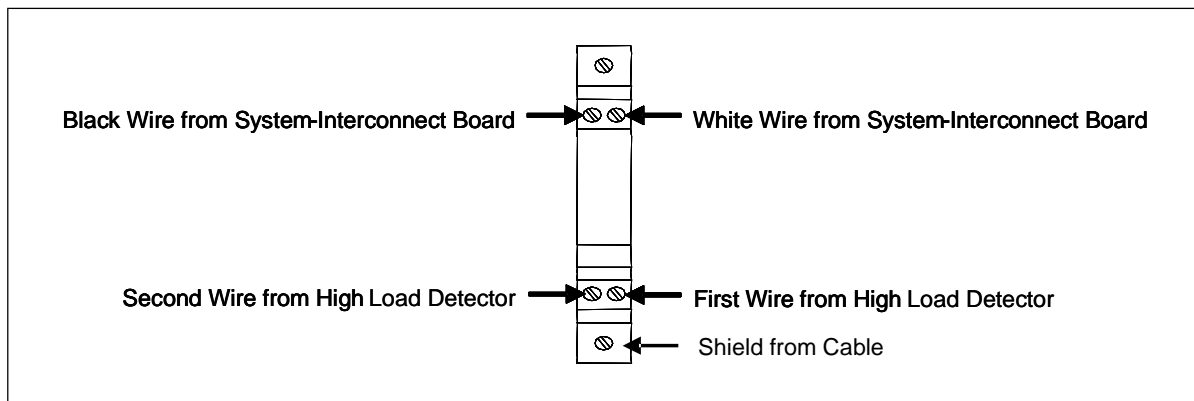 Black Wire from System-Interconnect Board
White Wire from System-Interconnect Board
Second Wire from High Load Detector
First Wire from High Load Detector
Shield from Cable